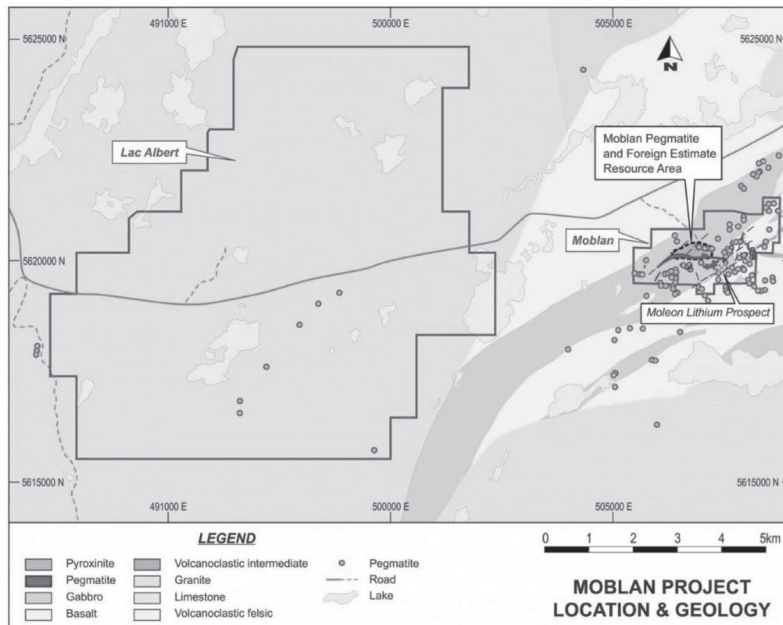 491000 E
500000 E
505000 E
5625000 N
5625000 N
N
Lac Albert
Moblan Pegmatite
and Foreign Estimate
Resource Area
Moblan
5620000 N
5620000 N
Moleon Lithium Prospect
5615000 N
5615000 N
491000 E
500000 E
505000 E
LEGEND
Pyroxinite
Pegmatite
Gabbro
Basalt
Volcanoclastic intermediate
Granite
Limestone
Volcanoclastic felsic
Pegmatite
Road
Lake
0 1 2 3 4 5km
MOBLAN PROJECT
LOCATION & GEOLOGY